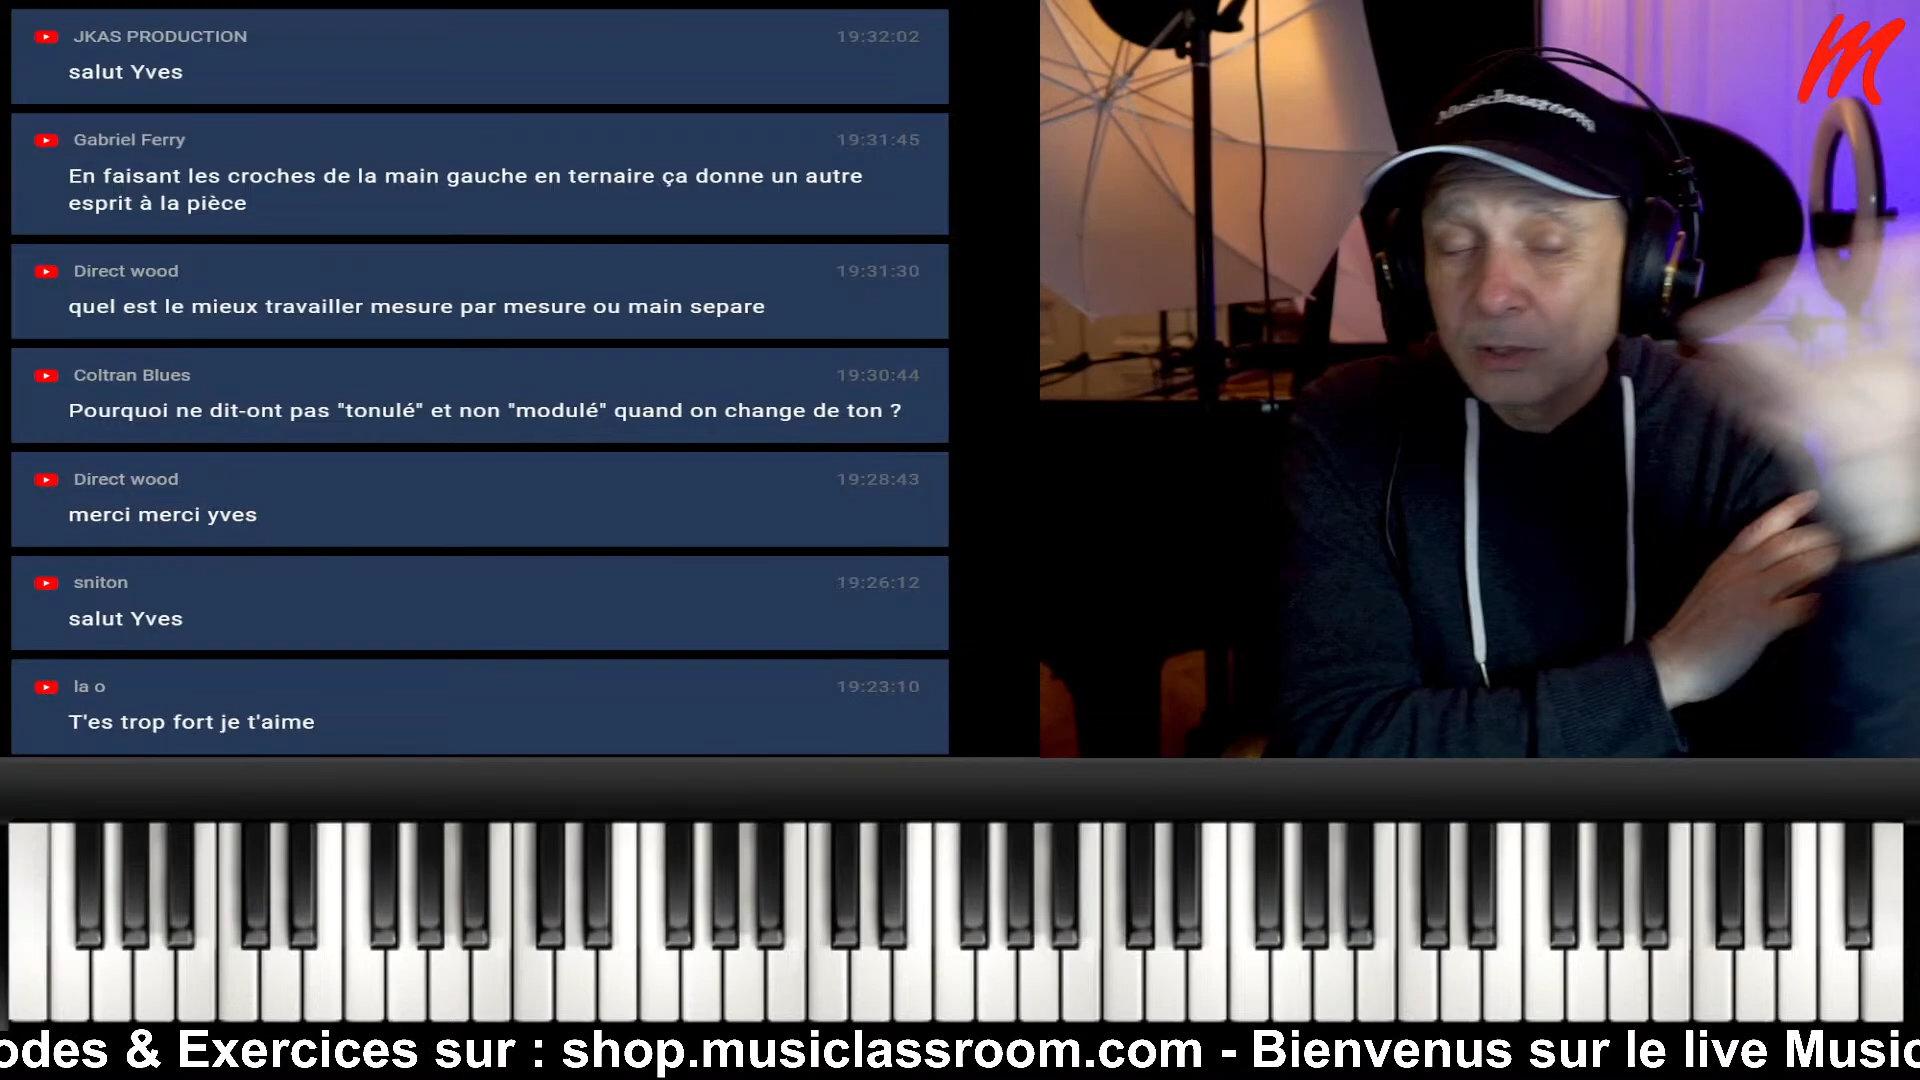 JKAS PRODUCTION 19:32:02
salut Yves
Gabriel Ferry 19:31:45
En faisant les croches de la main gauche en ternaire ça donne un autre
esprit à la pièce
Direct wood 19:31:30
quel est le mieux travailler mesure par mesure ou main separe
Coltran Blues 19:30:44
Pourquoi ne dit-ont pas "tonulé" et non "modulé" quand on change de ton ?
Direct wood 19:28:43
merci merci yves
sniton 19:26:12
salut Yves
la o 19:23:10
T'es trop fort je t'aime
Musiclassroom
M
odes & Exercices sur : shop.musiclassroom.com - Bienvenus sur le live Music